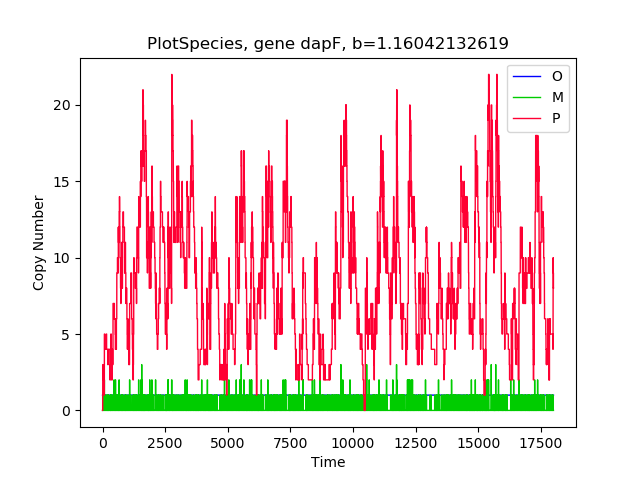 PlotSpecies, gene dapF, b=1.16042132619
O
M
P
20
15
10
5
0
Copy Number
0 2500 5000 7500 10000 12500 15000 17500
Time